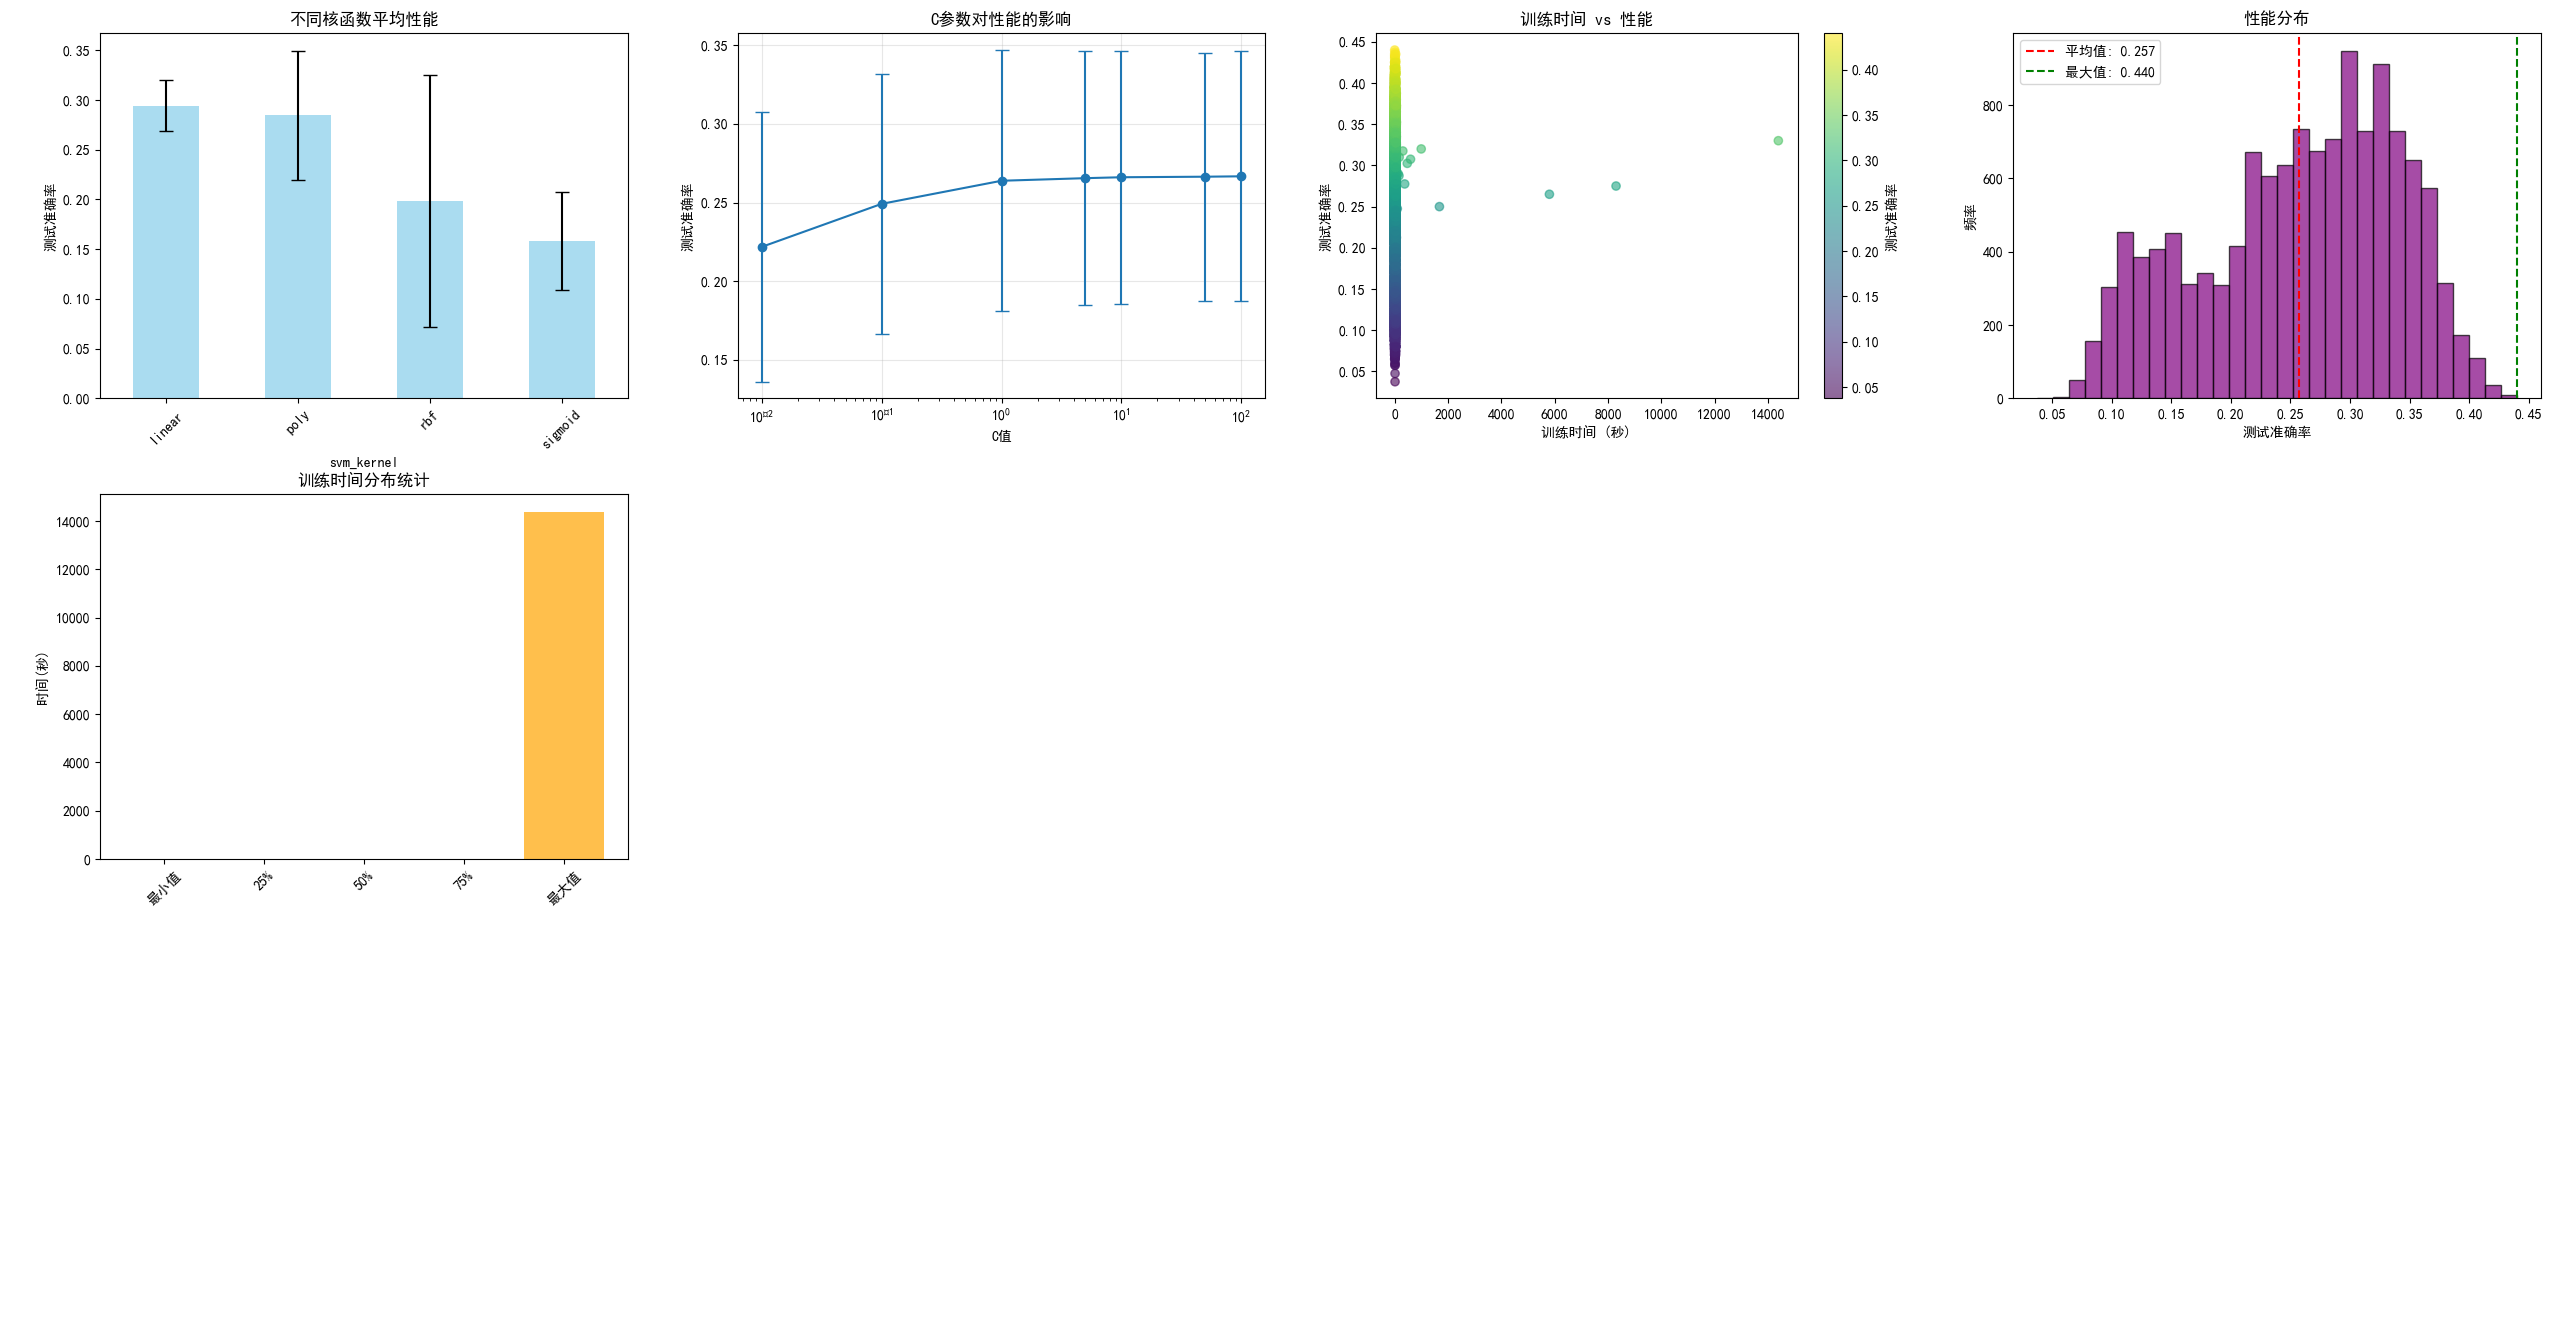 不同核函数平均性能
测试准确率
0.35
0.30
0.25
0.20
0.15
0.10
0.05
0.00
linear
poly
rbf
sigmoid
svm_kernel
C参数对性能的影响
测试准确率
0.35
0.30
0.25
0.20
0.15
10¤2
10¤1
10⁰
10¹
10²
C值
训练时间 vs 性能
测试准确率
0.45
0.40
0.35
0.30
0.25
0.20
0.15
0.10
0.05
0 2000 4000 6000 8000 10000 12000 14000
训练时间 (秒)
0.40
0.35
0.30
0.25
0.20
0.15
0.10
0.05
测试准确率
性能分布
平均值: 0.257
最大值: 0.440
频率
800
600
400
200
0
0.05 0.10 0.15 0.20 0.25 0.30 0.35 0.40 0.45
测试准确率
训练时间分布统计
时间(秒)
14000
12000
10000
8000
6000
4000
2000
0
最小值
25%
50%
75%
最大值